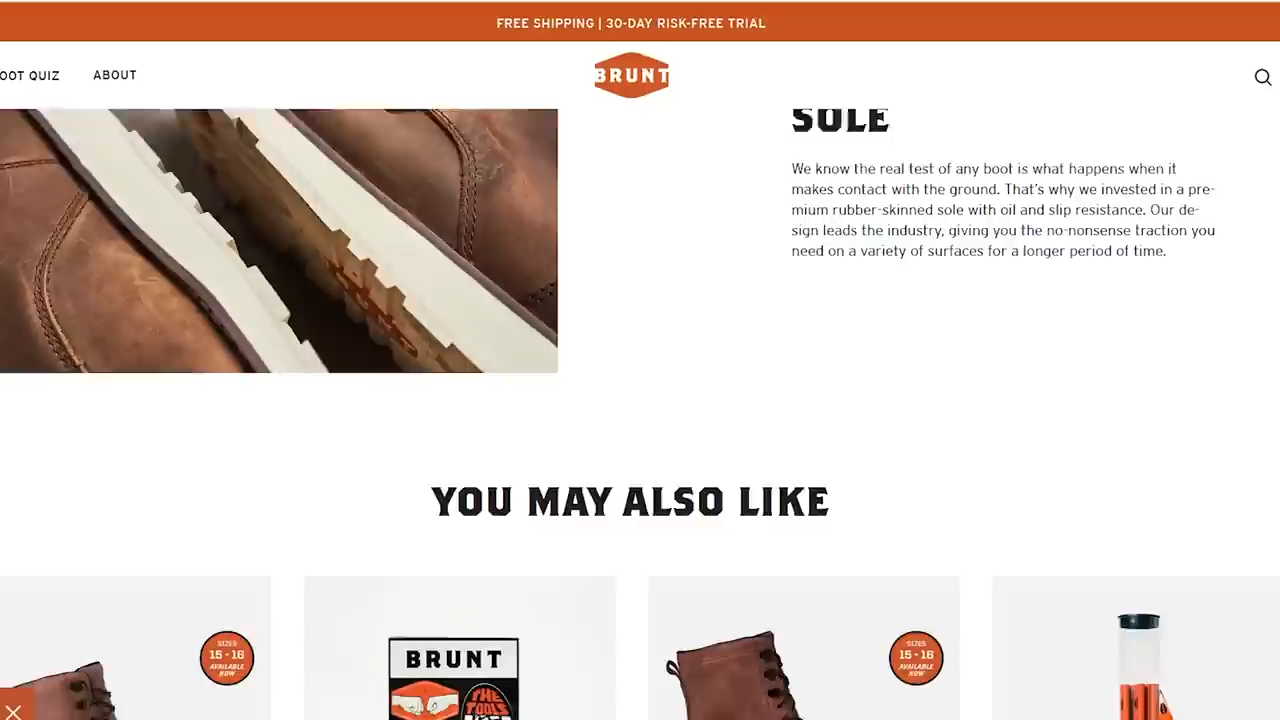 FREE SHIPPING | 30-DAY RISK-FREE TRIAL
OOT QUIZ
ABOUT
BRUNT
SOLE
We know the real test of any boot is what happens when it
makes contact with the ground. That's why we invested in a pre-
mium rubber-skinned sole with oil and slip resistance. Our de-
sign leads the industry, giving you the no-nonsense traction you
need on a variety of surfaces for a longer period of time.
YOU MAY ALSO LIKE
SIZES
15 - 16
AVAILABLE
NOW
BRUNT
THE
TOOLS
SIZES
15 - 16
AVAILABLE
NOW